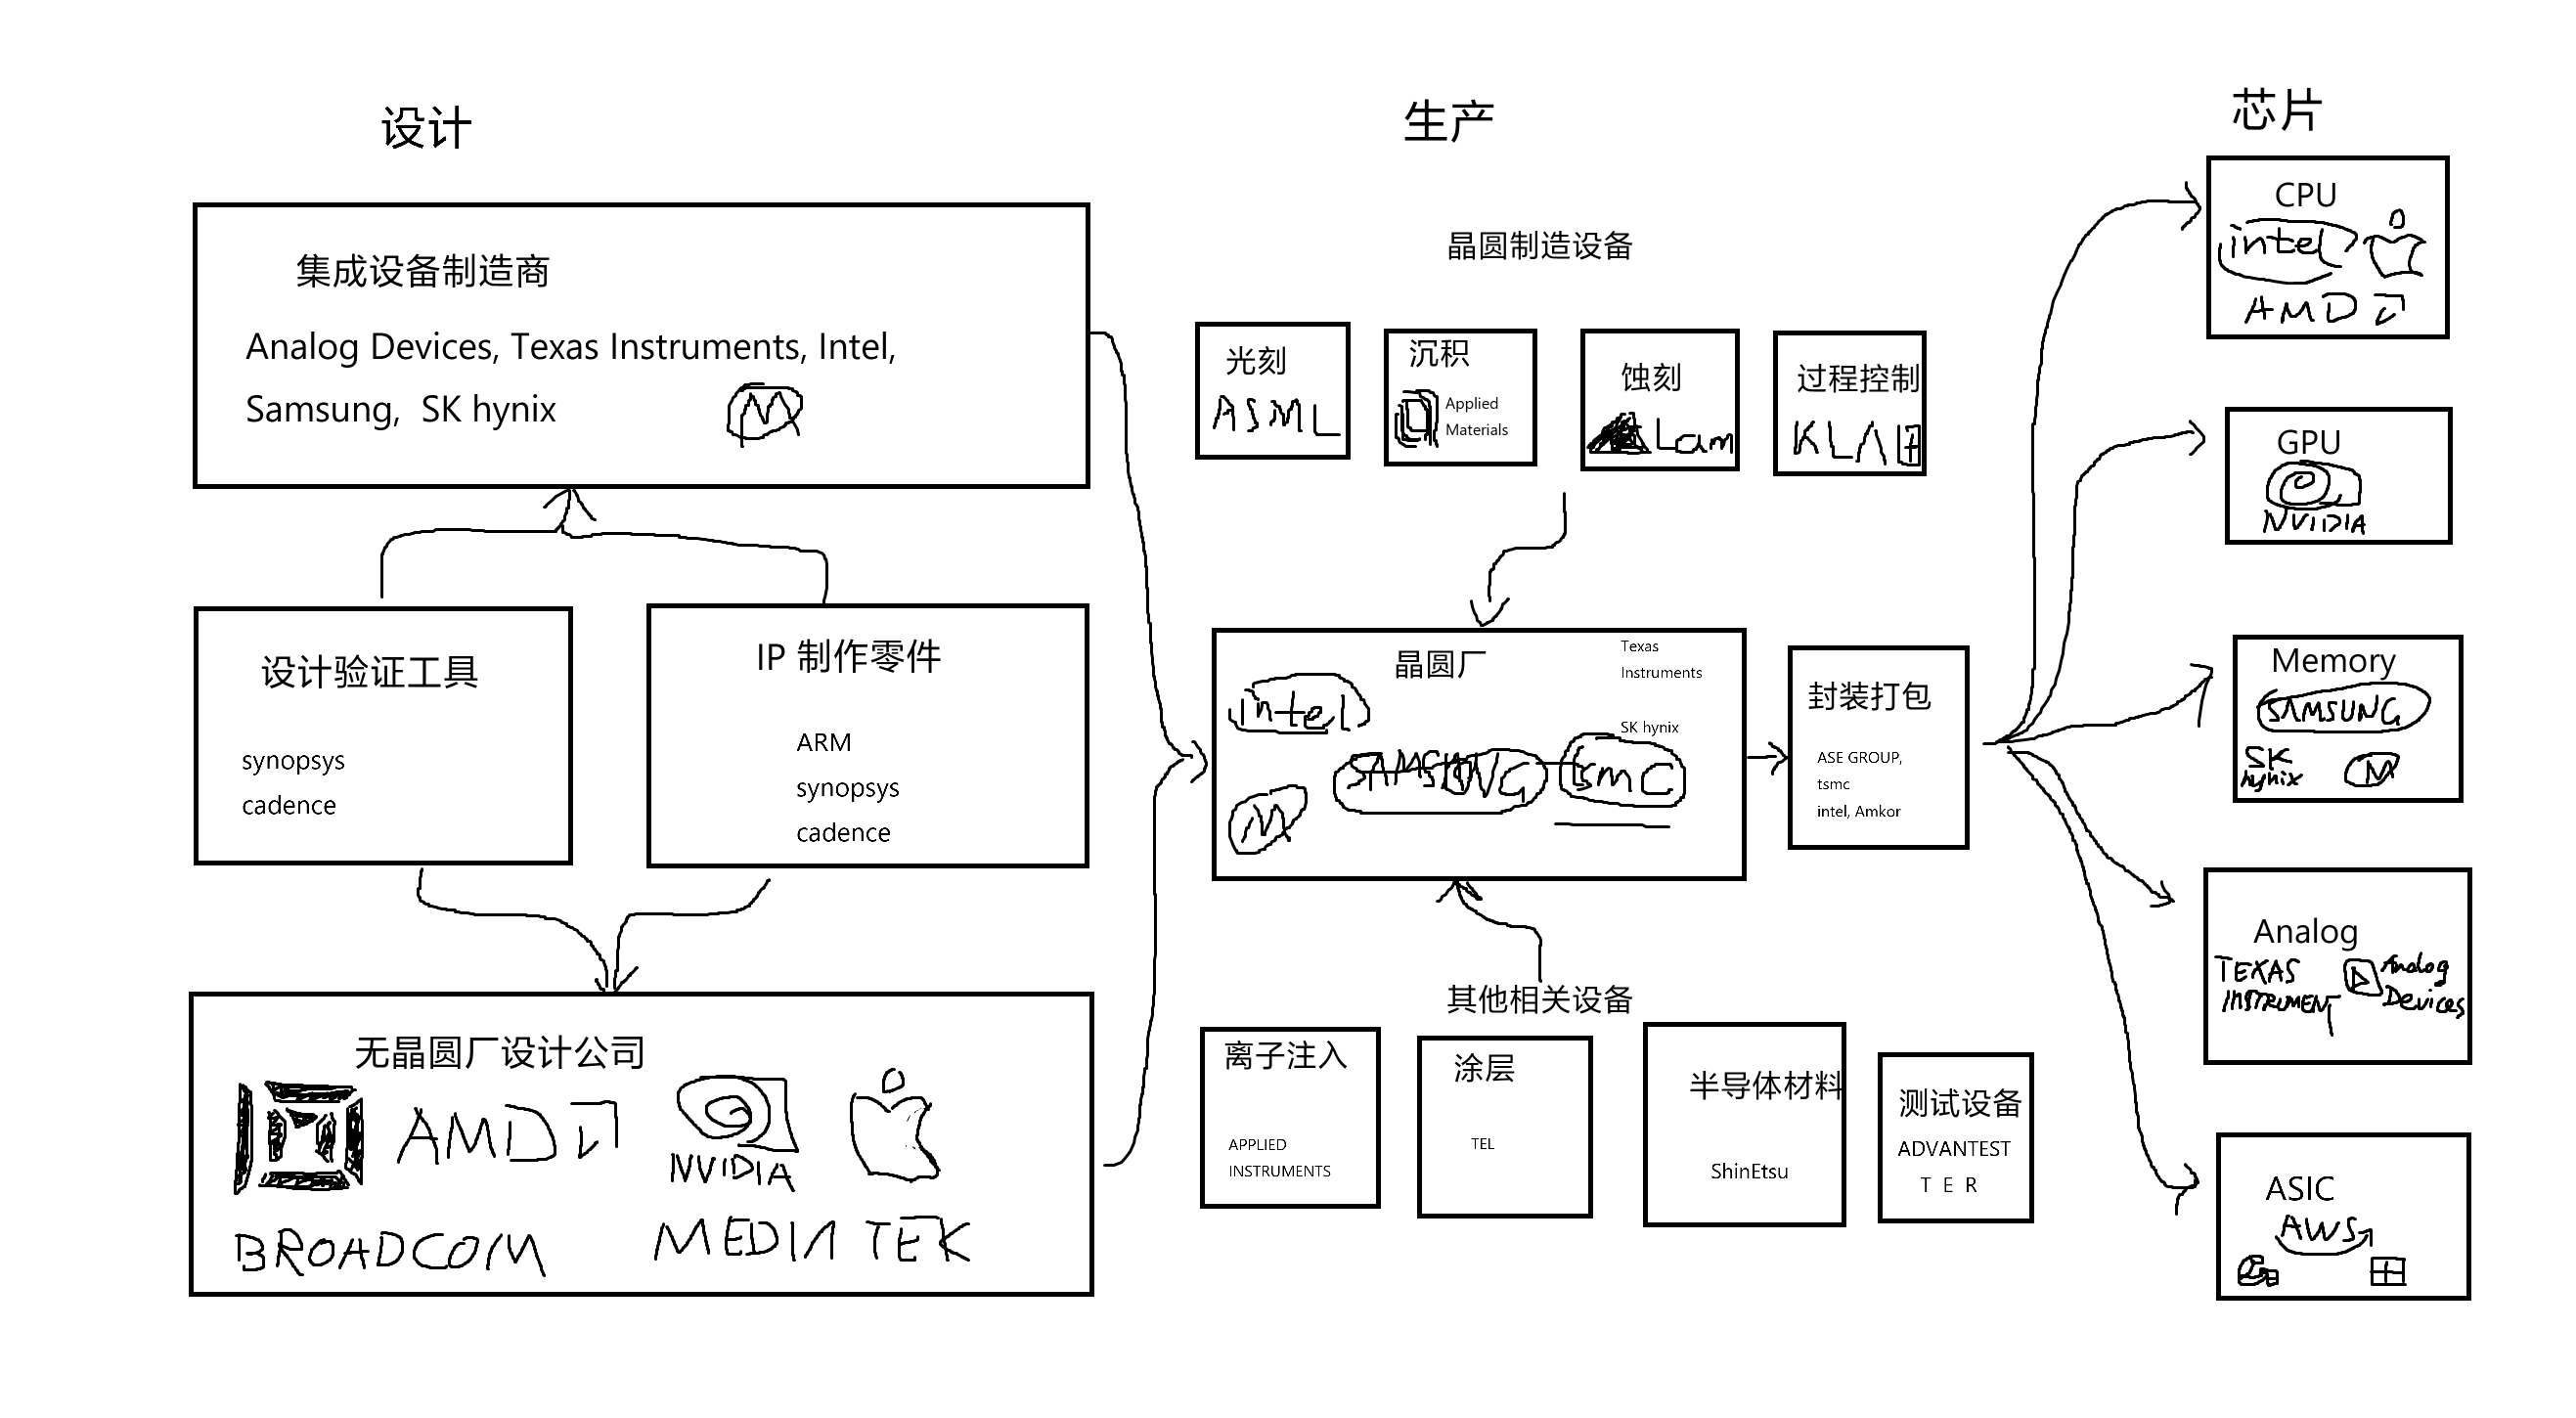 设计
集成设备制造商
Analog Devices, Texas Instruments, Intel,
Samsung, SK hynix
M
设计验证工具
synopsys
cadence
IP 制作零件
ARM
synopsys
cadence
无晶圆厂设计公司
AMD
NVIDIA
BROADCOM
MEDIA TEK
生产
晶圆制造设备
光刻
ASML
沉积
Applied
Materials
蚀刻
Lam
过程控制
KLA
晶圆厂
Texas
Instruments
SK hynix
intel
SAMSUNG
tsmc
M
封装打包
ASE GROUP,
tsmc
intel, Amkor
其他相关设备
离子注入
APPLIED
INSTRUMENTS
涂层
TEL
半导体材料
ShinEtsu
测试设备
ADVANTEST
T E R
芯片
CPU
intel
AMD
GPU
NVIDIA
Memory
SAMSUNG
SK
hynix
M
Analog
TEXAS
INSTRUMENT
Analog
Devices
ASIC
AWS